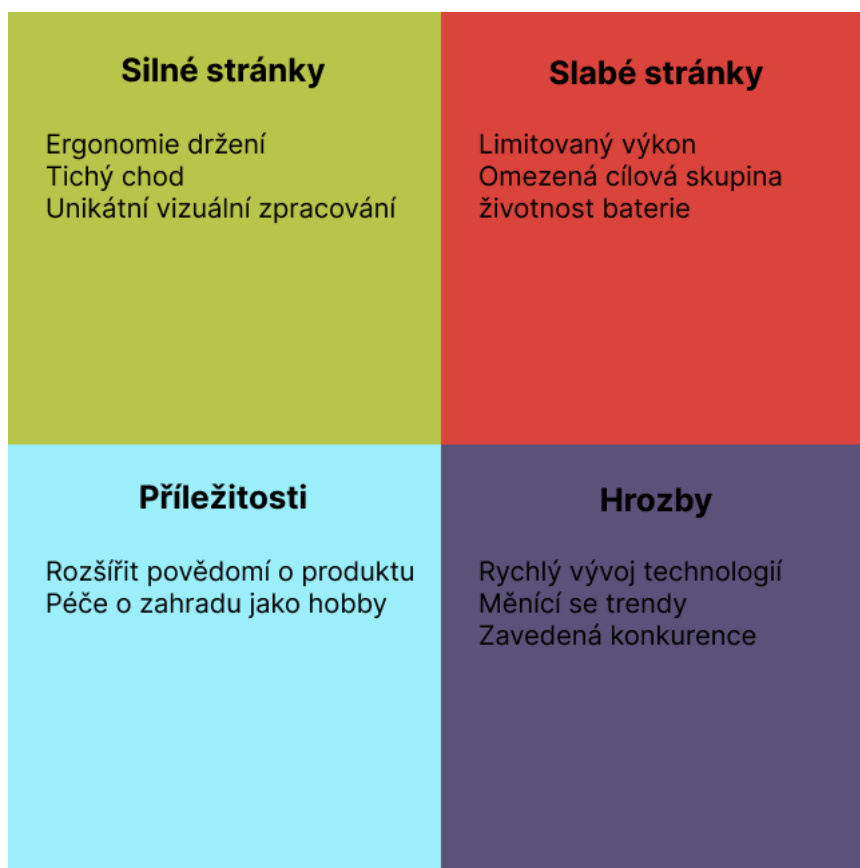 Silné stránky
Ergonomie držení
Tichý chod
Unikátní vizuální zpracování
Slabé stránky
Limitovaný výkon
Omezená cílová skupina
životnost baterie
Příležitosti
Rozšířit povědomí o produktu
Péče o zahradu jako hobby
Hrozby
Rychlý vývoj technologií
Měnící se trendy
Zavedená konkurence